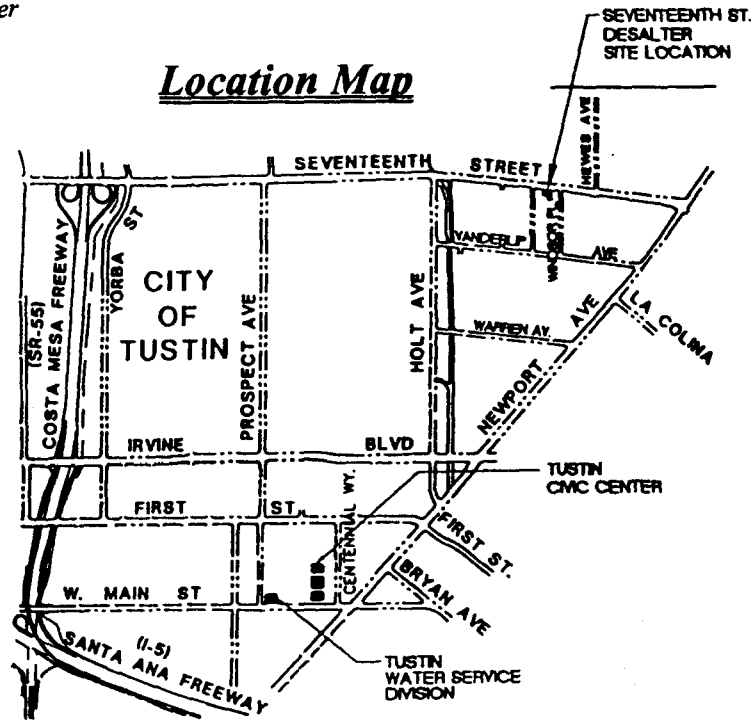 er
SEVENTEENTH ST.
DESALTER
SITE LOCATION
Location Map
HEWES AVE
SEVENTEENTH STREET
YORBA ST
VANDERLIP AVE
WINDSOR PL
CITY
OF
TUSTIN
COSTA MESA FREEWAY
(SR-55)
PROSPECT AVE
HOLT AVE
WARREN AV.
NEWPORT AVE
LA COLINA
IRVINE BLVD
TUSTIN
CIVIC CENTER
FIRST ST.
CENTENNIAL WY.
FIRST ST.
BRYAN AVE
W. MAIN ST
(I-5)
SANTA ANA FREEWAY
TUSTIN
WATER SERVICE
DIVISION